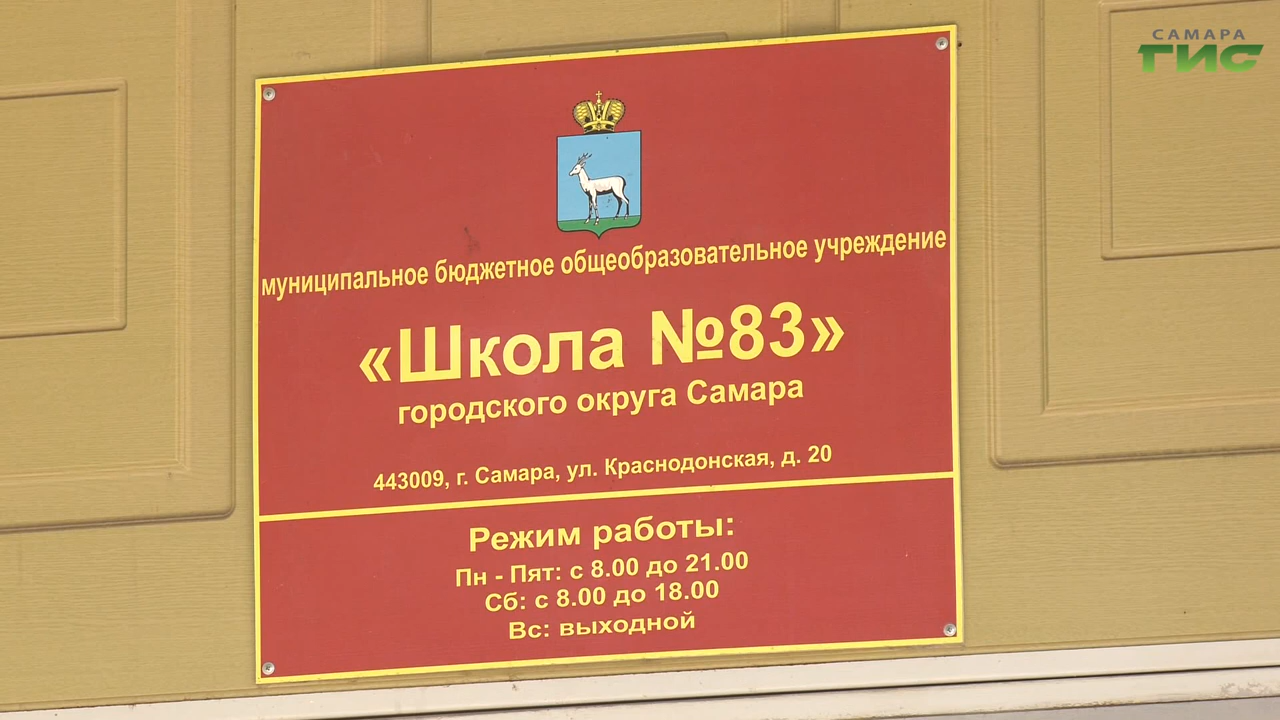 САМАРА
ГИС
муниципальное бюджетное общеобразовательное учреждение
«Школа №83»
городского округа Самара
443009, г. Самара, ул. Краснодонская, д. 20
Режим работы:
Пн - Пят: с 8.00 до 21.00
Сб: с 8.00 до 18.00
Вс: выходной